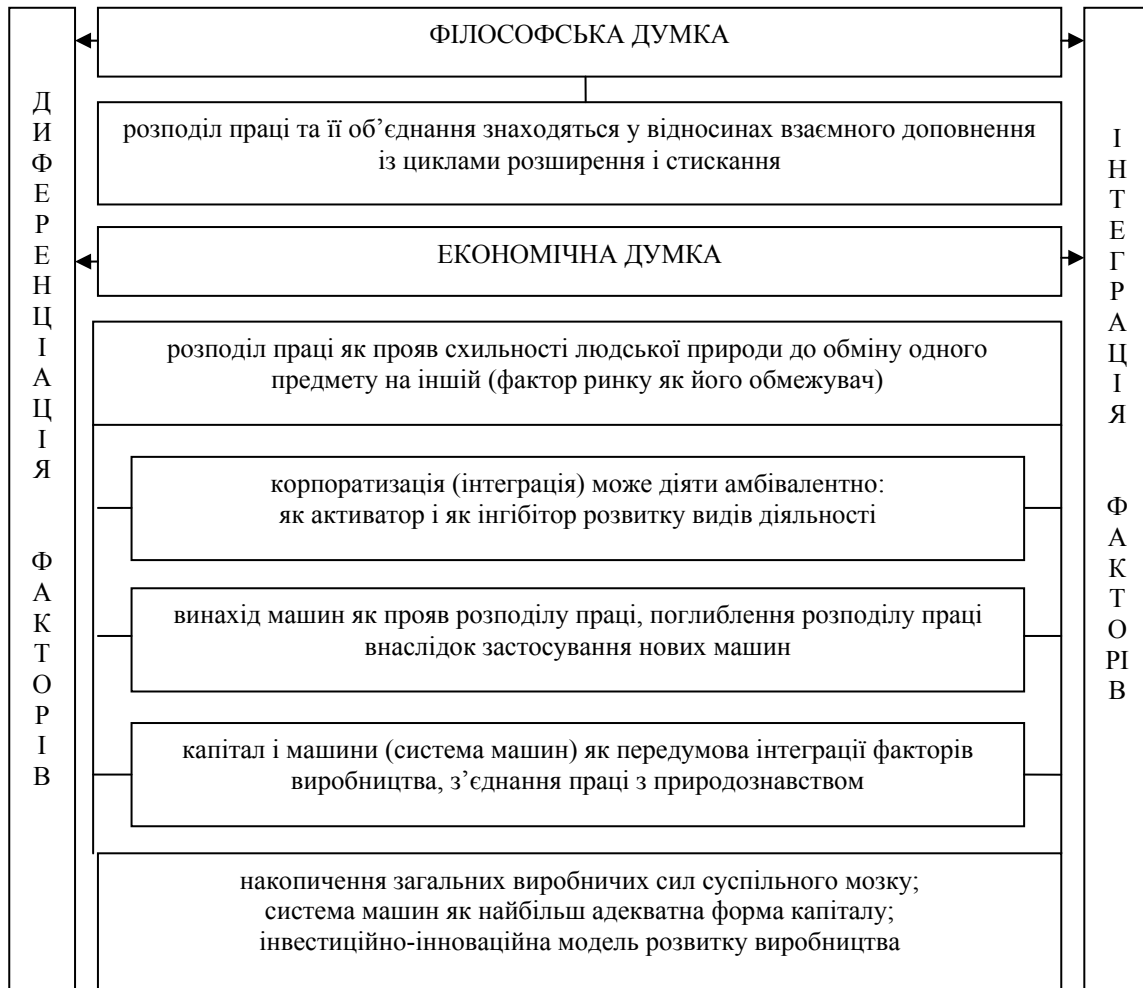 ФІЛОСОФСЬКА ДУМКА
ДИФЕРЕНЦІАЦІЯ ФАКТОРІВ
розподіл праці та її об’єднання знаходяться у відносинах взаємного доповнення
із циклами розширення і стискання
ЕКОНОМІЧНА ДУМКА
розподіл праці як прояв схильності людської природи до обміну одного
предмету на іншій (фактор ринку як його обмежувач)
корпоратизація (інтеграція) може діяти амбівалентно:
як активатор і як інгібітор розвитку видів діяльності
винахід машин як прояв розподілу праці, поглиблення розподілу праці
внаслідок застосування нових машин
капітал і машини (система машин) як передумова інтеграції факторів
виробництва, з’єднання праці з природознавством
накопичення загальних виробничих сил суспільного мозку;
система машин як найбільш адекватна форма капіталу;
інвестиційно-інноваційна модель розвитку виробництва
ІНТЕГРАЦІЯ ФАКТОРІВ